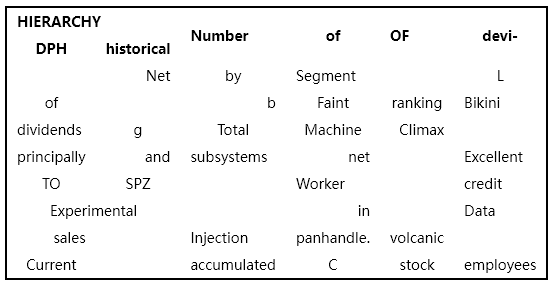 HIERARCHY
DPH historical Number of OF devi-
Net by Segment L
of b Faint ranking Bikini
dividends g Total Machine Climax
principally and subsystems net Excellent
TO SPZ Worker credit
Experimental in Data
sales Injection panhandle. volcanic
Current accumulated C stock employees